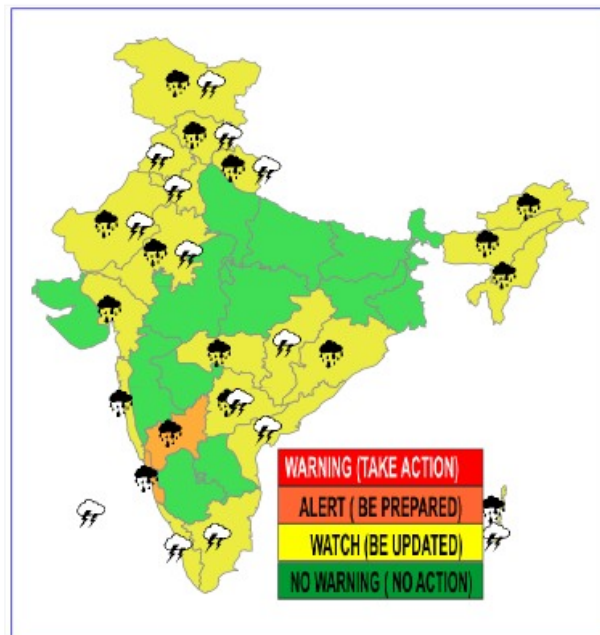 WARNING (TAKE ACTION)
ALERT ( BE PREPARED)
WATCH (BE UPDATED)
NO WARNING ( NO ACTION)